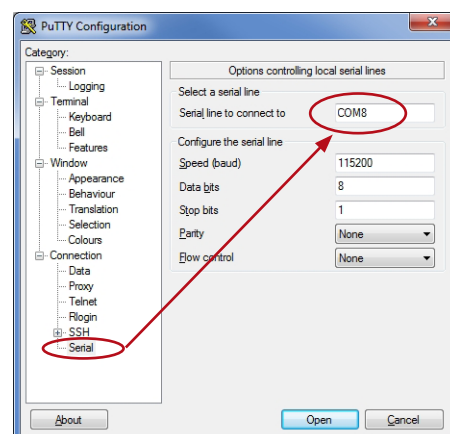 PuTTY Configuration
Category:
Session
Logging
Terminal
Keyboard
Bell
Features
Window
Appearance
Behaviour
Translation
Selection
Colours
Connection
Data
Proxy
Telnet
Rlogin
SSH
Serial
Options controlling local serial lines
Select a serial line
Serial line to connect to COM8
Configure the serial line
Speed (baud) 115200
Data bits 8
Stop bits 1
Parity None
Flow control None
About Open Cancel